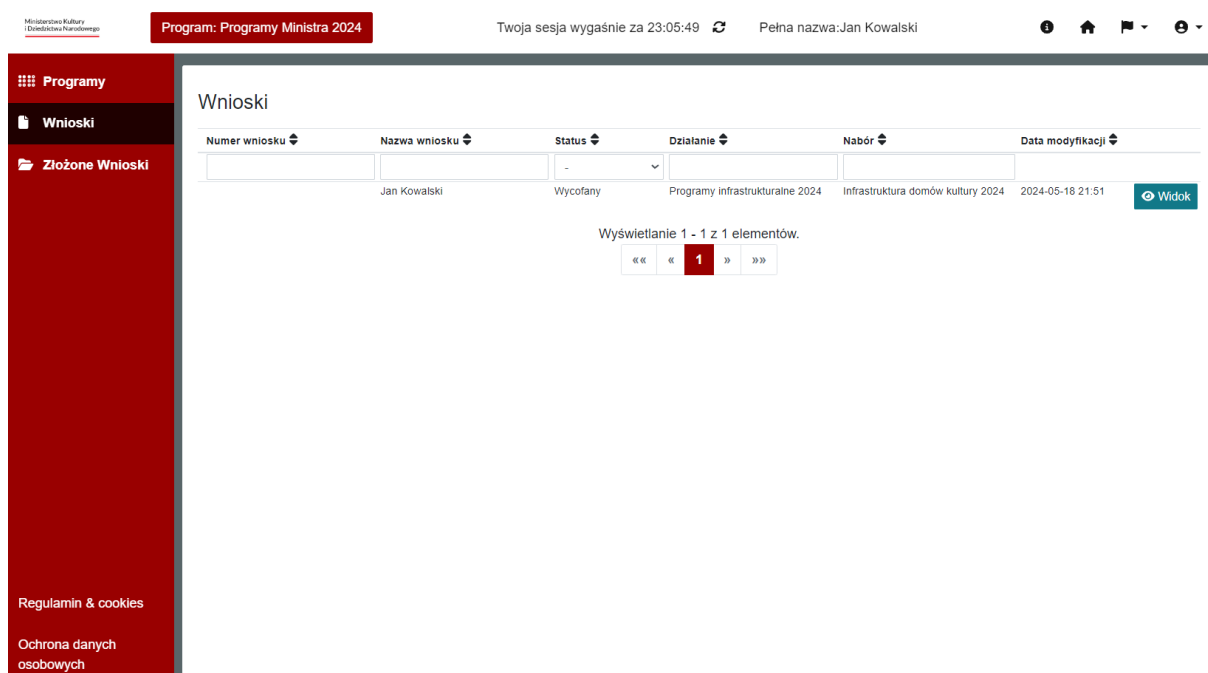 Ministerstwo Kultury
i Dziedzictwa Narodowego
Program: Programy Ministra 2024
Twoja sesja wygaśnie za 23:05:49
Pełna nazwa:Jan Kowalski
Programy
Wnioski
Złożone Wnioski
Regulamin & cookies
Ochrona danych
osobowych
Wnioski
Numer wniosku Nazwa wniosku Status Działanie Nabór Data modyfikacji
-
Jan Kowalski Wycofany Programy infrastrukturalne 2024 Infrastruktura domów kultury 2024 2024-05-18 21:51 Widok
Wyświetlanie 1 - 1 z 1 elementów.
«« « 1 » »»